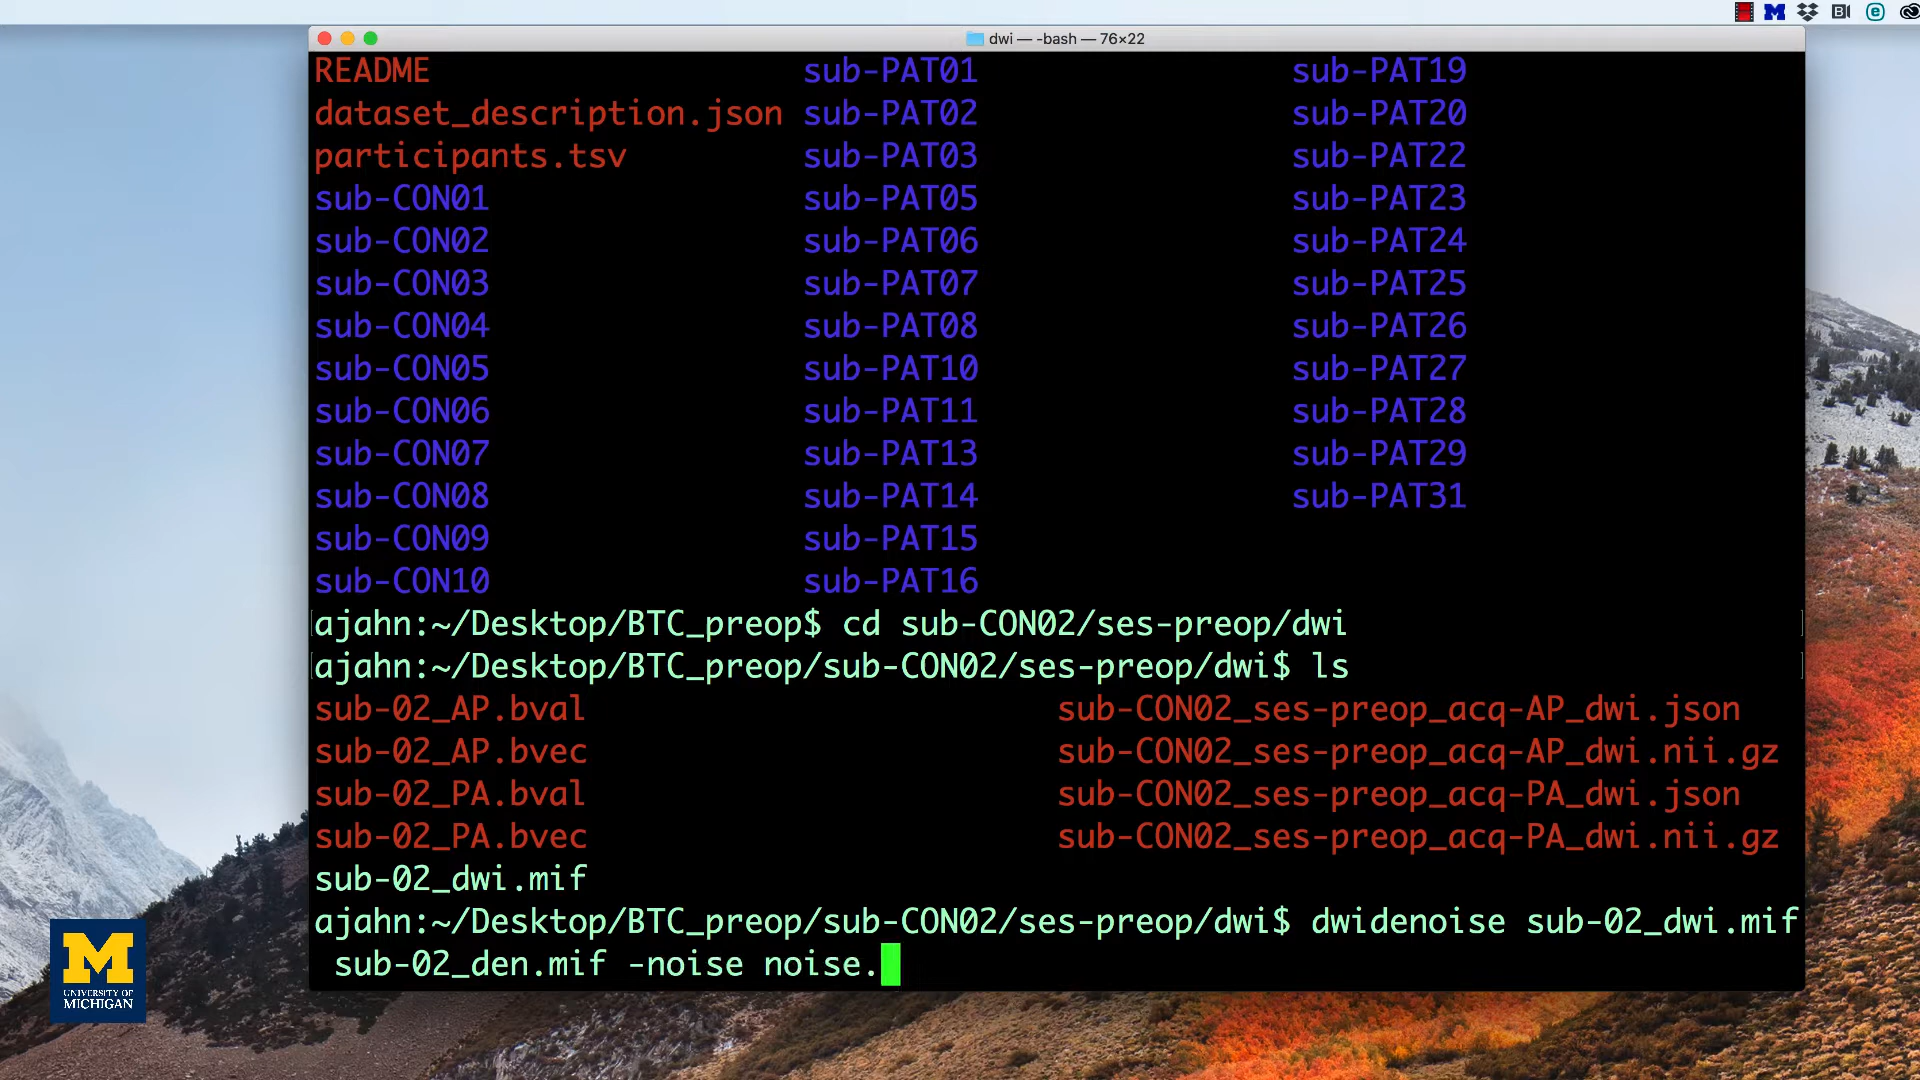 dwi — -bash — 76×22
README sub-PAT01 sub-PAT19
dataset_description.json sub-PAT02 sub-PAT20
participants.tsv sub-PAT03 sub-PAT22
sub-CON01 sub-PAT05 sub-PAT23
sub-CON02 sub-PAT06 sub-PAT24
sub-CON03 sub-PAT07 sub-PAT25
sub-CON04 sub-PAT08 sub-PAT26
sub-CON05 sub-PAT10 sub-PAT27
sub-CON06 sub-PAT11 sub-PAT28
sub-CON07 sub-PAT13 sub-PAT29
sub-CON08 sub-PAT14 sub-PAT31
sub-CON09 sub-PAT15
sub-CON10 sub-PAT16
ajahn:~/Desktop/BTC_preop$ cd sub-CON02/ses-preop/dwi
ajahn:~/Desktop/BTC_preop/sub-CON02/ses-preop/dwi$ ls
sub-02_AP.bval sub-CON02_ses-preop_acq-AP_dwi.json
sub-02_AP.bvec sub-CON02_ses-preop_acq-AP_dwi.nii.gz
sub-02_PA.bval sub-CON02_ses-preop_acq-PA_dwi.json
sub-02_PA.bvec sub-CON02_ses-preop_acq-PA_dwi.nii.gz
sub-02_dwi.mif
ajahn:~/Desktop/BTC_preop/sub-CON02/ses-preop/dwi$ dwidenoise sub-02_dwi.mif
sub-02_den.mif -noise noise.
M
UNIVERSITY OF
MICHIGAN